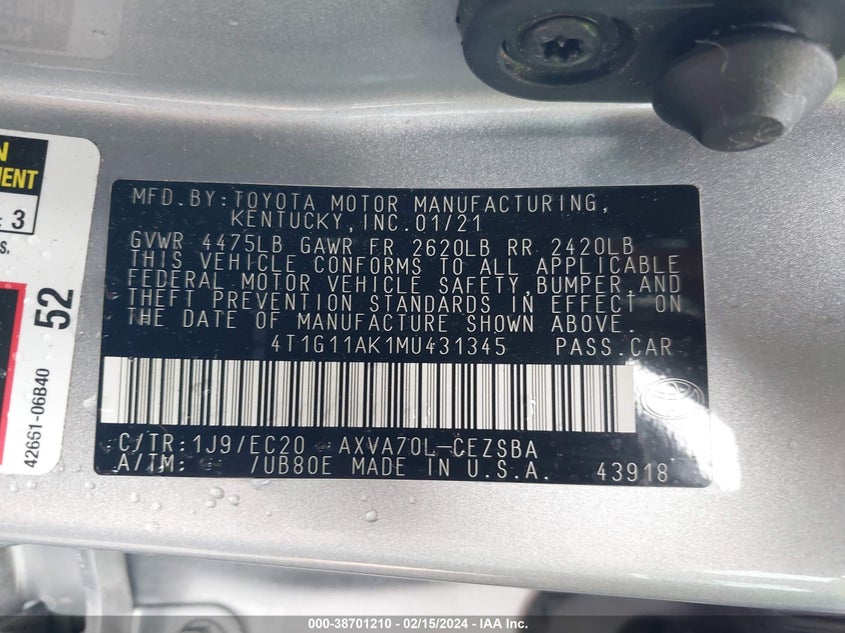 MFD.BY:TOYOTA MOTOR MANUFACTURING,
KENTUCKY,INC.01/21
GVWR 4475LB GAWR FR 2620LB RR 2420LB
THIS VEHICLE CONFORMS TO ALL APPLICABLE
FEDERAL MOTOR VEHICLE SAFETY,BUMPER,AND
THEFT PREVENTION STANDARDS IN EFFECT ON
THE DATE OF MANUFACTURE SHOWN ABOVE.
4T1G11AK1MU431345 PASS.CAR
C/TR:1J9/EC20 AXVA70L-CEZSBA
A/TM: /UB80E MADE IN U.S.A. 43918
3
52
42661-06B40
000-38701210 - 02/15/2024 - IAA Inc.